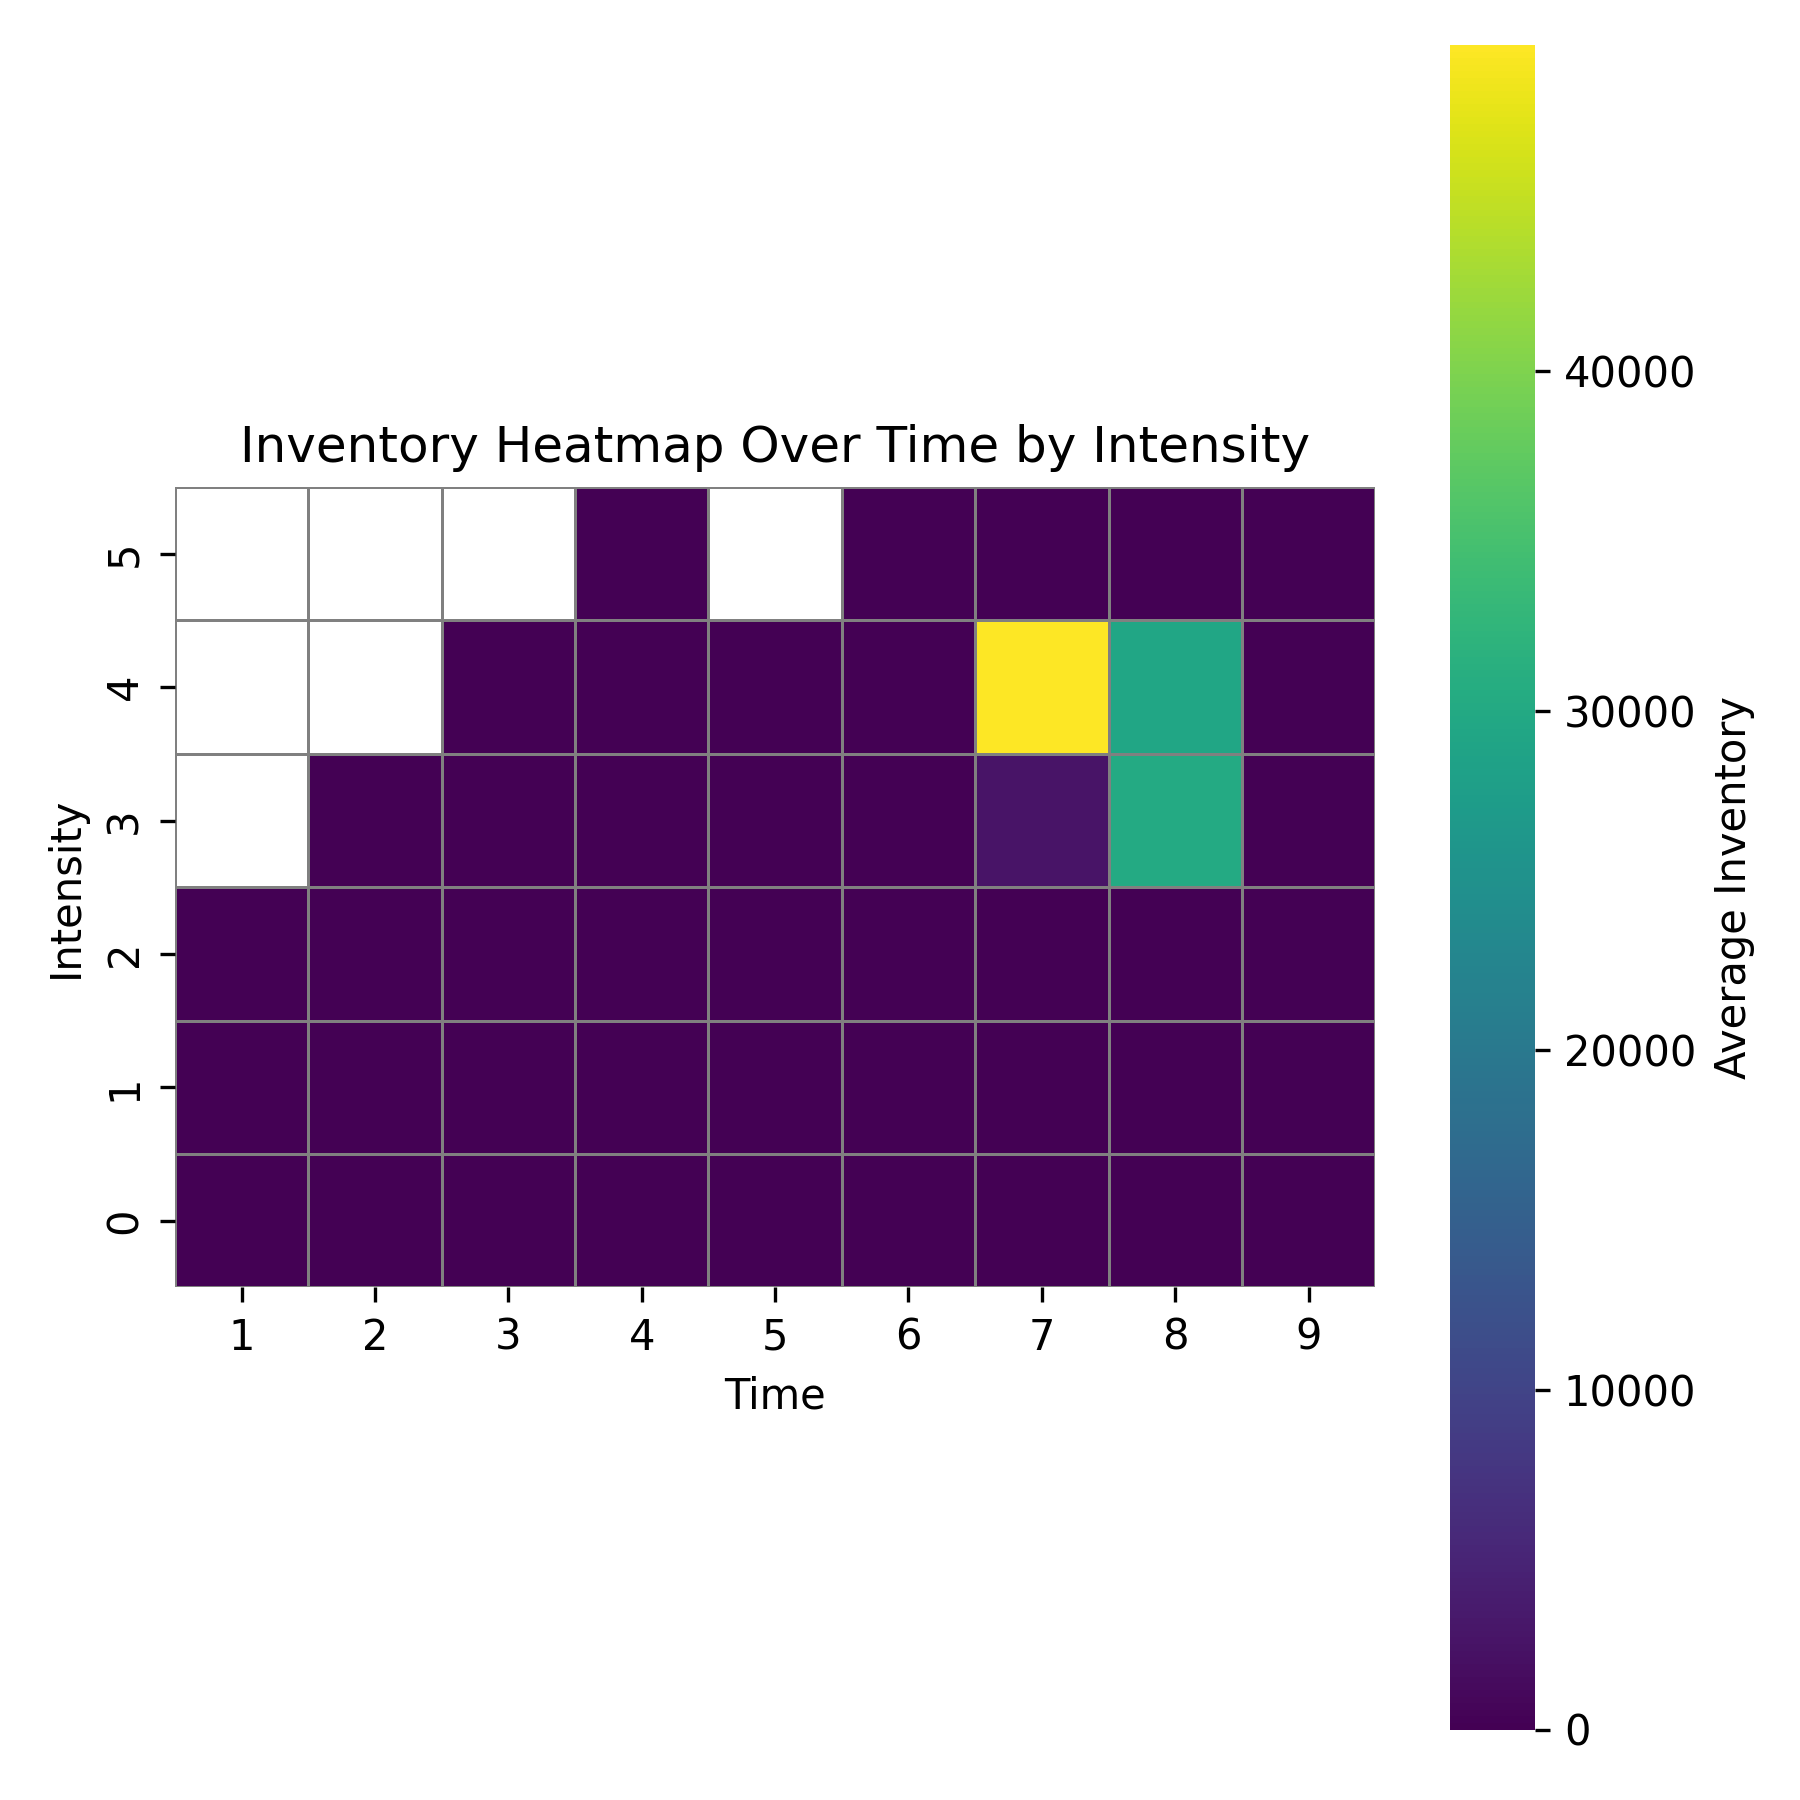 Inventory Heatmap Over Time by Intensity
5
4
3
2
1
0
Intensity
1 2 3 4 5 6 7 8 9
Time
40000
30000
20000
10000
0
Average Inventory